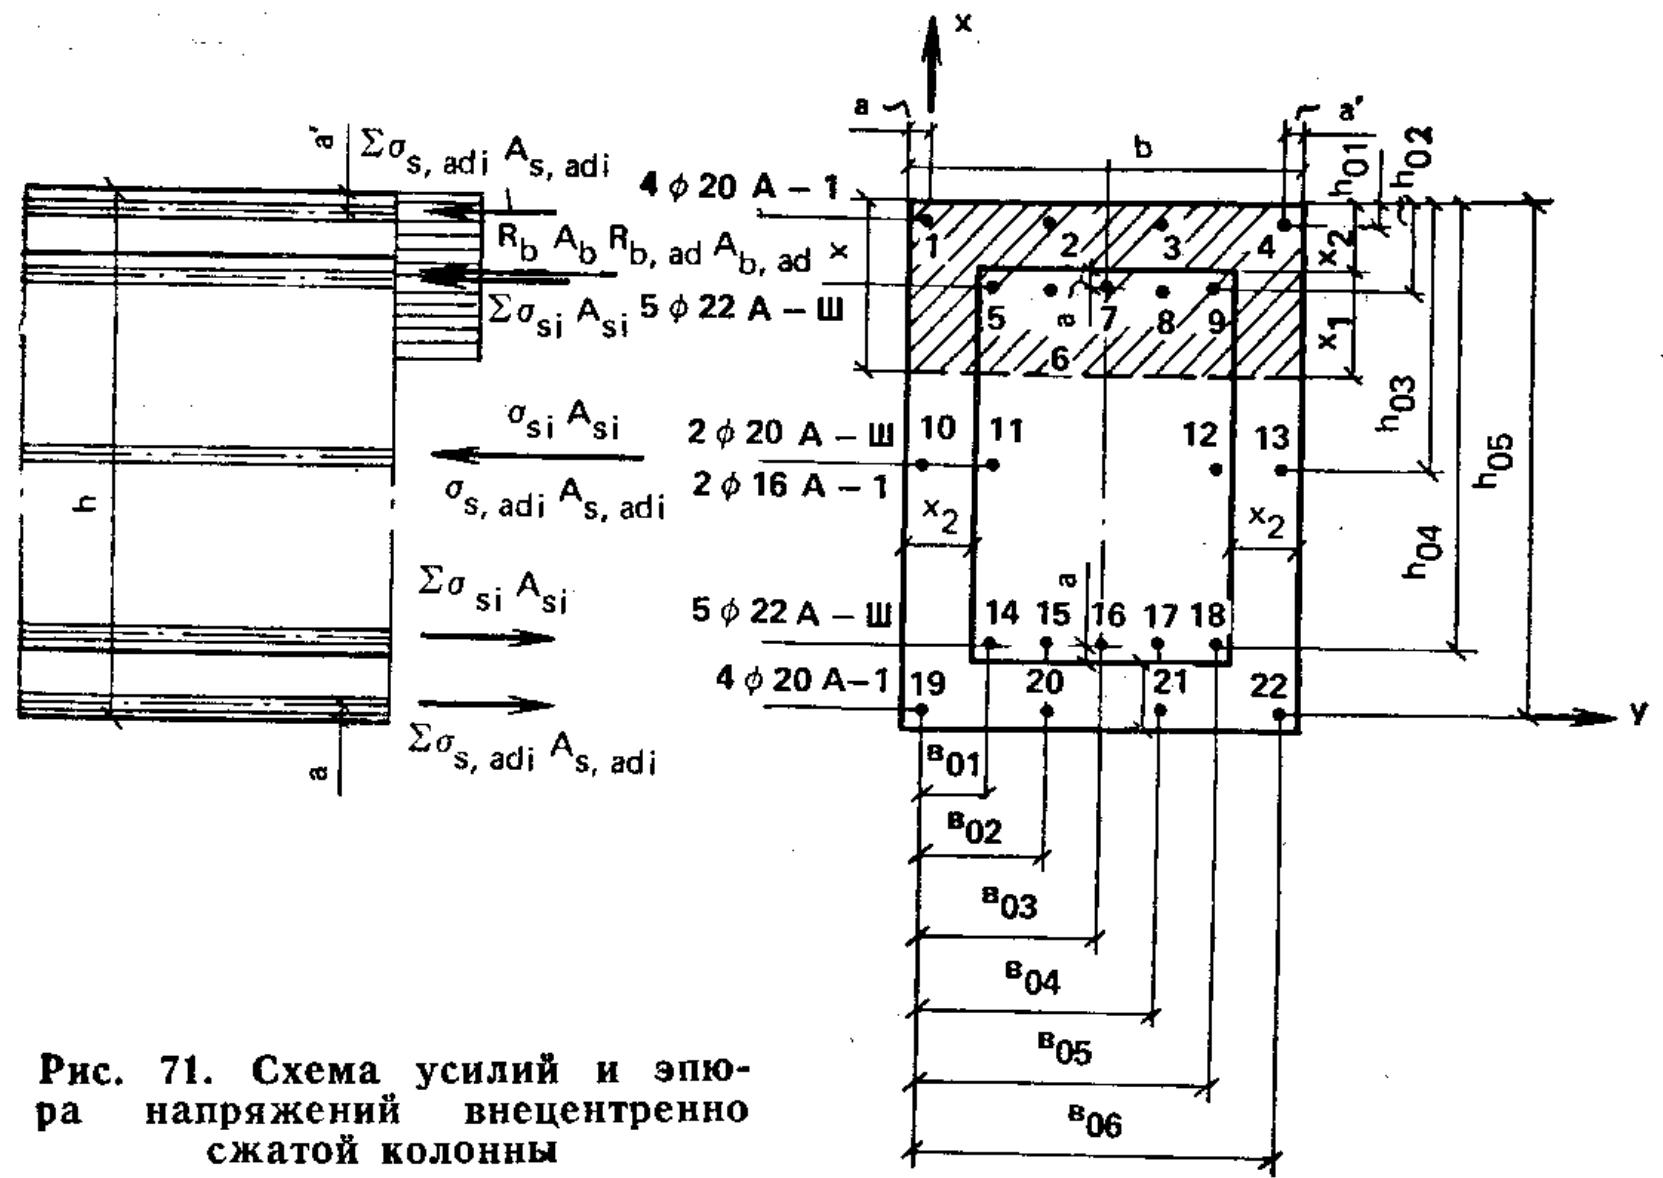 x
a
a'
b
a'
Σσs, adi As, adi
4 ϕ 20 А – 1
h01
h02
Rb Ab Rb, ad Ab, ad
x
1
2
3
4
x2
Σσsi Asi
5 ϕ 22 А – Ш
5
a
7
8
9
6
x1
h03
σsi Asi
2 ϕ 20 А – Ш
10
11
12
13
h05
h
σs, adi As, adi
2 ϕ 16 А – 1
x2
x2
h04
Σσ si Asi
a
5 ϕ 22 А – Ш
14
15
16
17
18
4 ϕ 20 А–1
19
20
21
22
y
Σσs, adi As, adi
a
в01
в02
в03
в04
в05
в06
Рис. 71. Схема усилий и эпю-
ра напряжений внецентренно
сжатой колонны